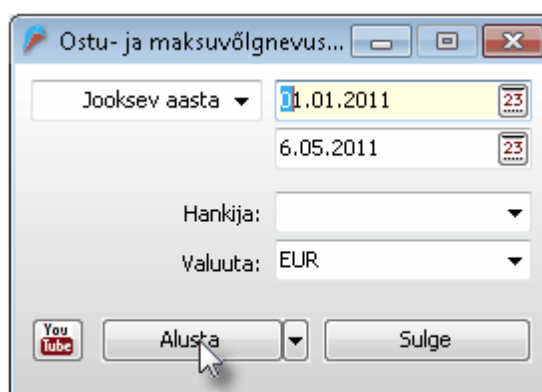 Ostu- ja maksuvõlgnevus...
Jooksev aasta 01.01.2011 23
6.05.2011 23
Hankija:
Valuuta: EUR
You Tube Alusta Sulge